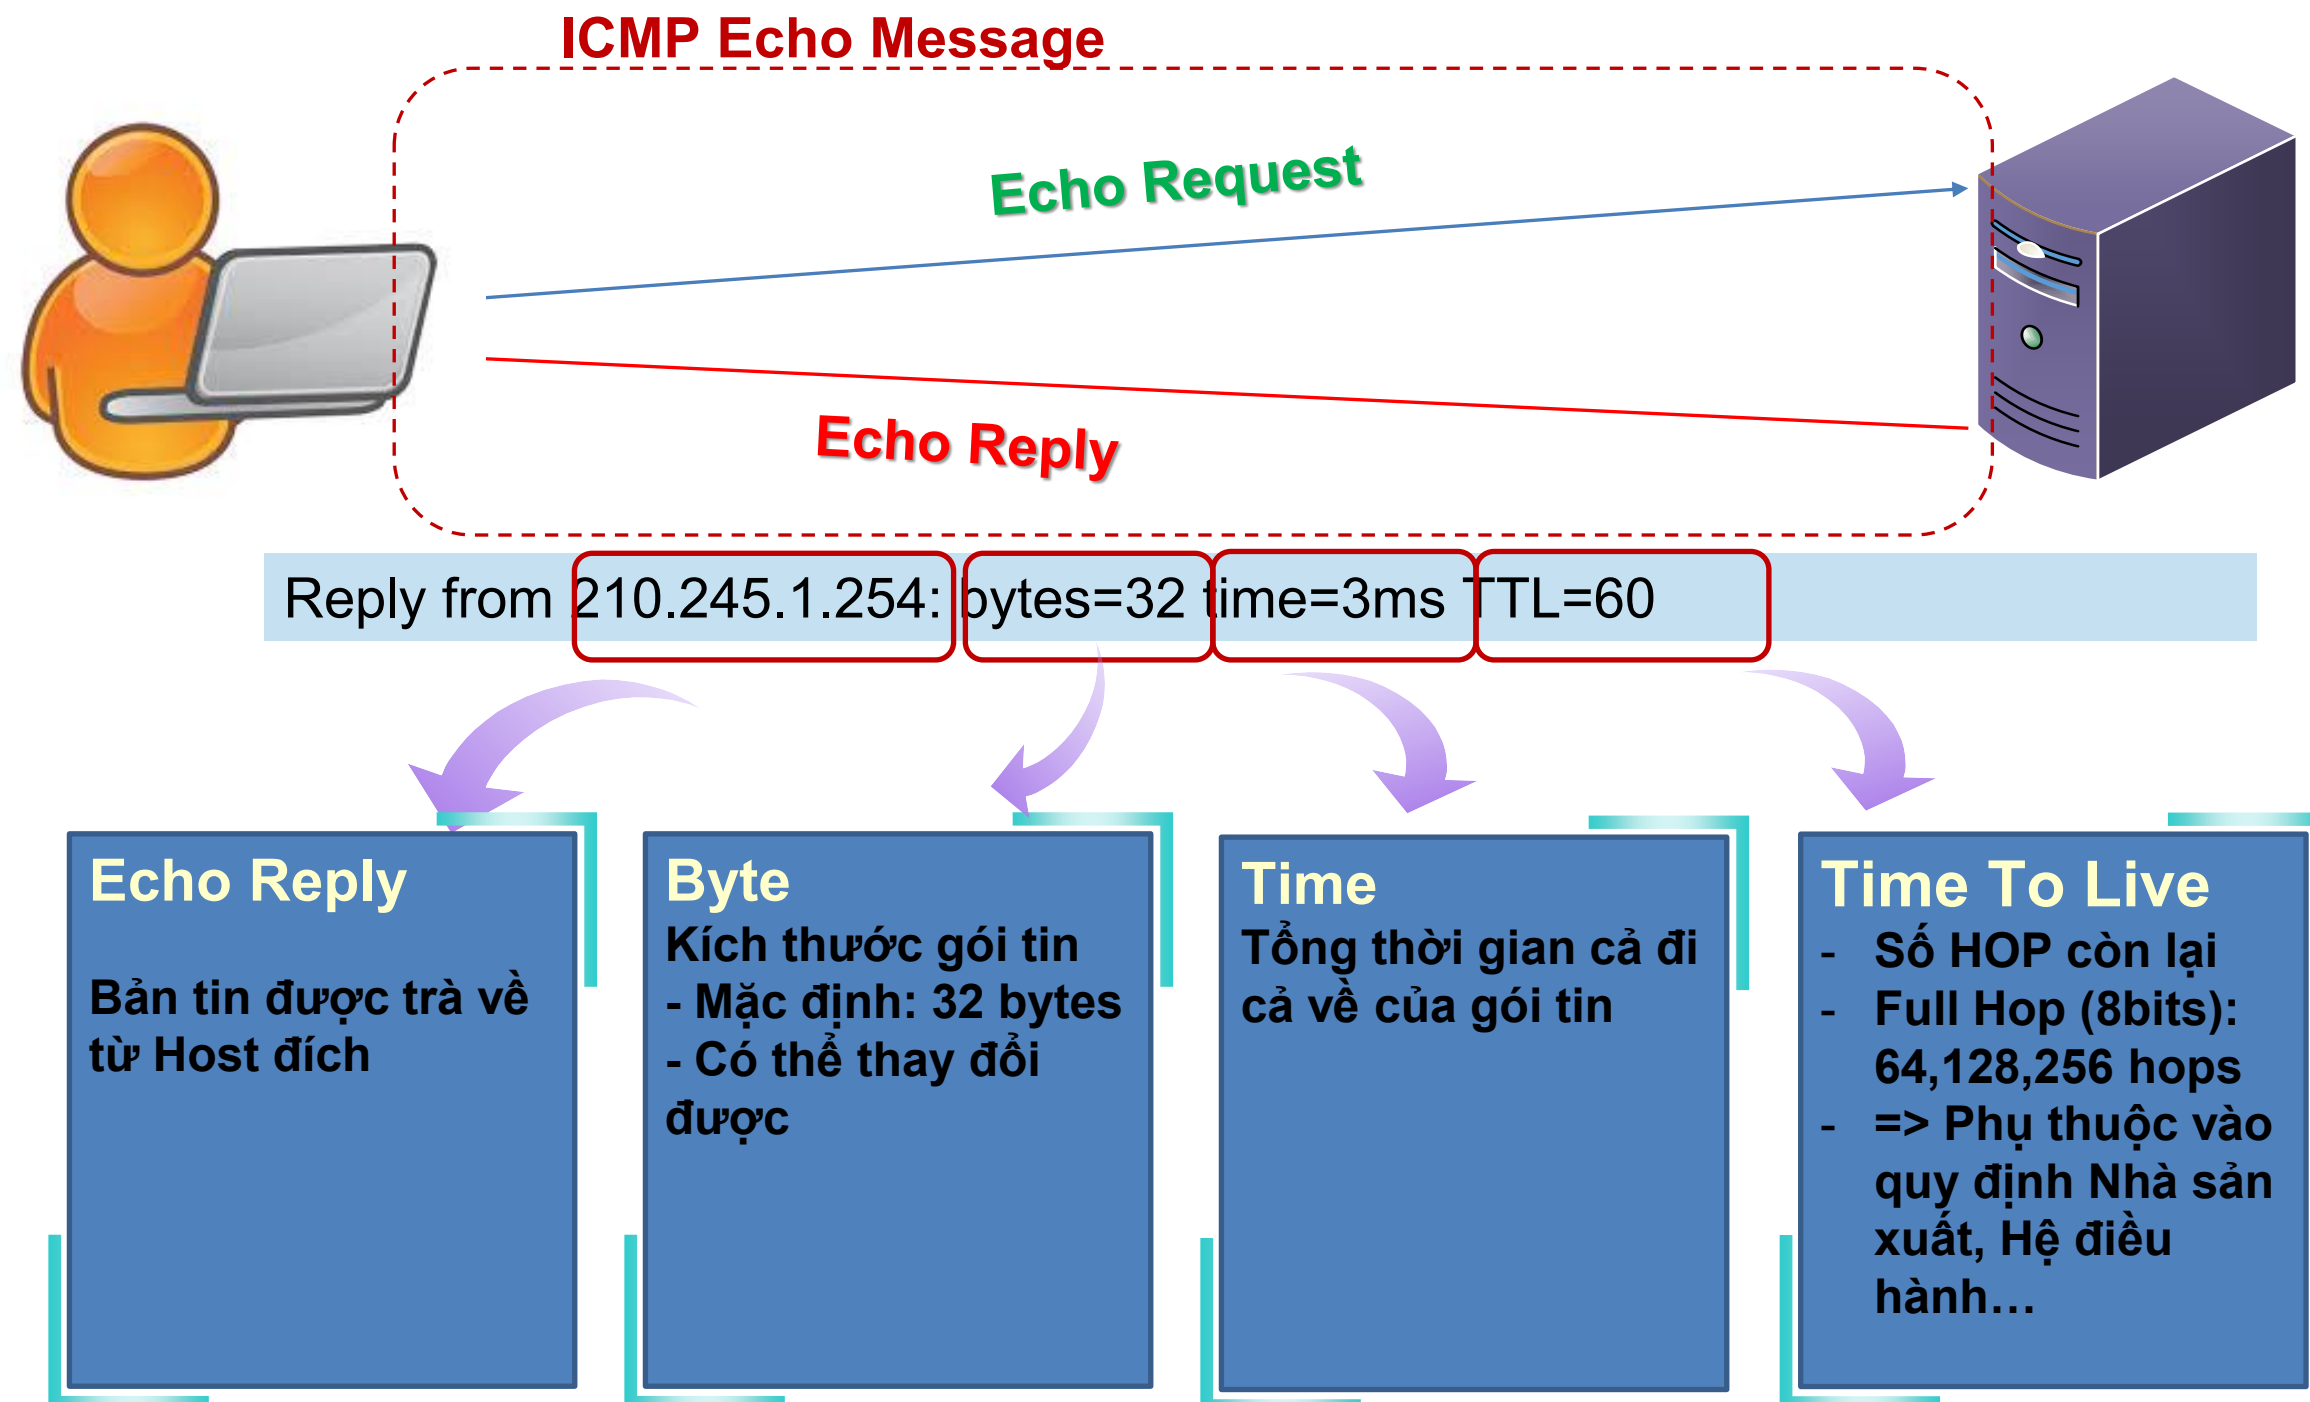 ICMP Echo Message
Echo Request
Echo Reply
Reply from 210.245.1.254: bytes=32 time=3ms TTL=60
Echo Reply
Bản tin được trà về
từ Host đích
Byte
Kích thước gói tin
- Mặc định: 32 bytes
- Có thể thay đổi
được
Time
Tổng thời gian cả đi
cả về của gói tin
Time To Live
- Số HOP còn lại
- Full Hop (8bits):
64,128,256 hops
- => Phụ thuộc vào
quy định Nhà sản
xuất, Hệ điều
hành…